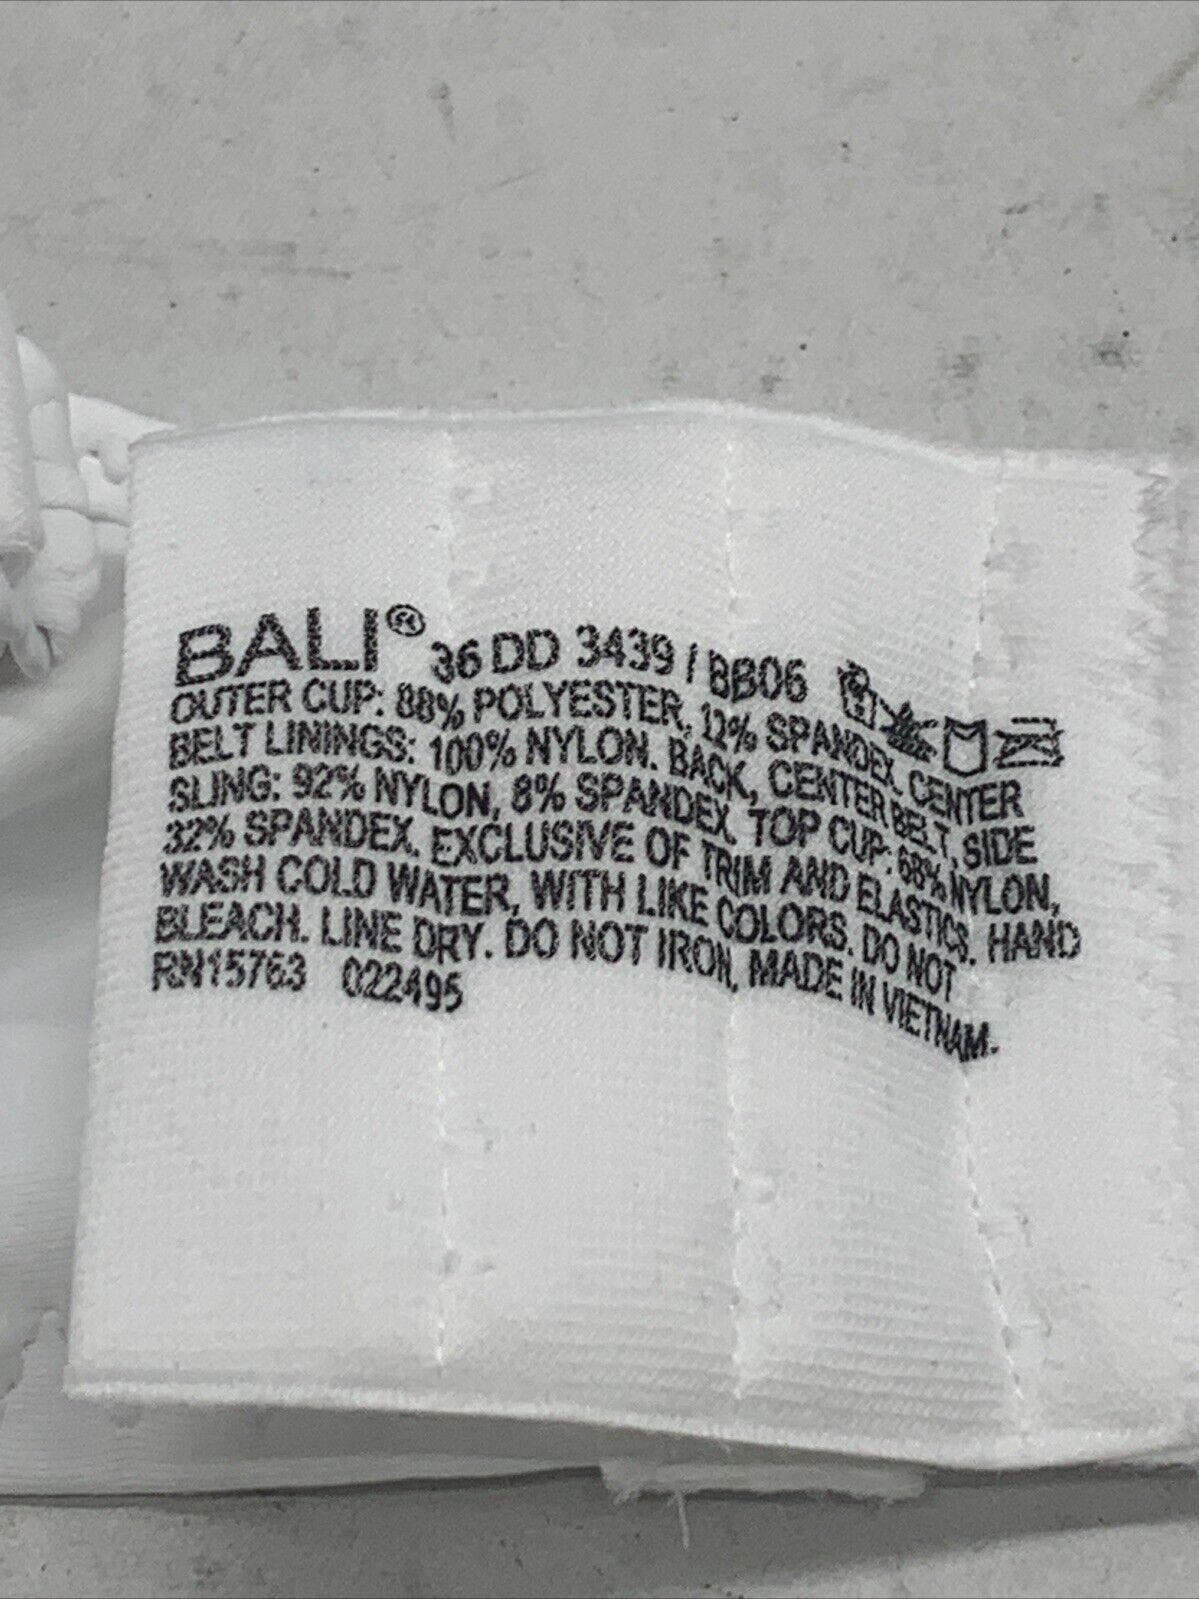 BALI® 36 DD 3439 / BB06
OUTER CUP: 88% POLYESTER, 12% SPANDEX. CENTER
BELT LININGS: 100% NYLON. BACK, CENTER BELT, SIDE
SLING: 92% NYLON, 8% SPANDEX. TOP CUP: 68% NYLON,
32% SPANDEX. EXCLUSIVE OF TRIM AND ELASTICS. HAND
WASH COLD WATER, WITH LIKE COLORS. DO NOT
BLEACH. LINE DRY. DO NOT IRON. MADE IN VIETNAM.
RN15763 022495